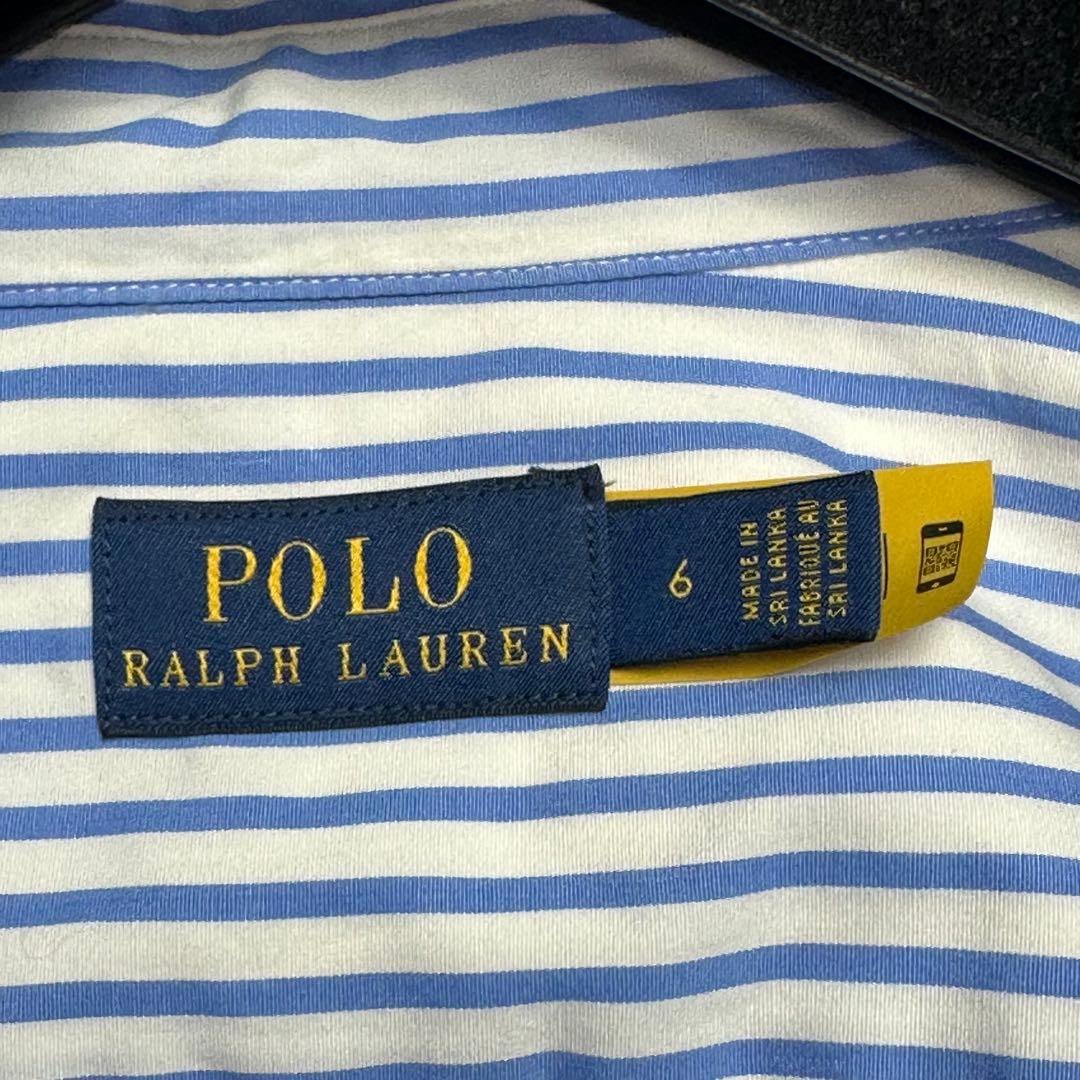 POLO
RALPH LAUREN
6
MADE IN
SRI LANKA
FABRIQUÉ AU
SRI LANKA